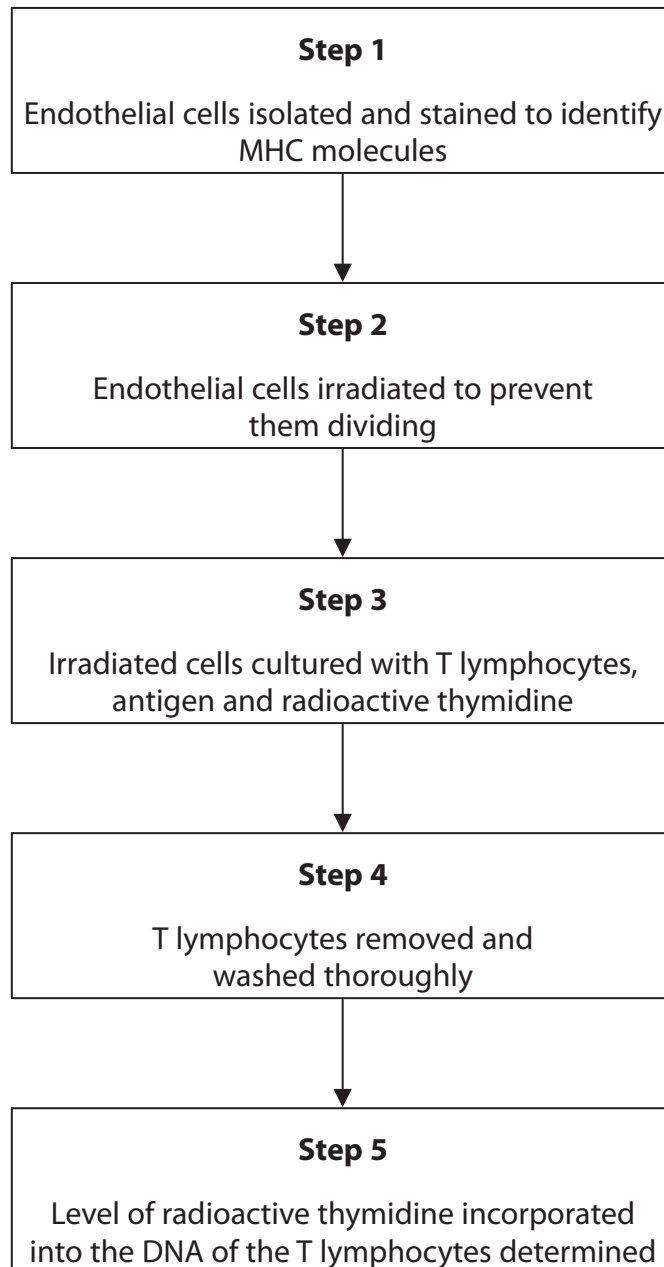 Step 1
Endothelial cells isolated and stained to identify
MHC molecules
Step 2
Endothelial cells irradiated to prevent
them dividing
Step 3
Irradiated cells cultured with T lymphocytes,
antigen and radioactive thymidine
Step 4
T lymphocytes removed and
washed thoroughly
Step 5
Level of radioactive thymidine incorporated
into the DNA of the T lymphocytes determined